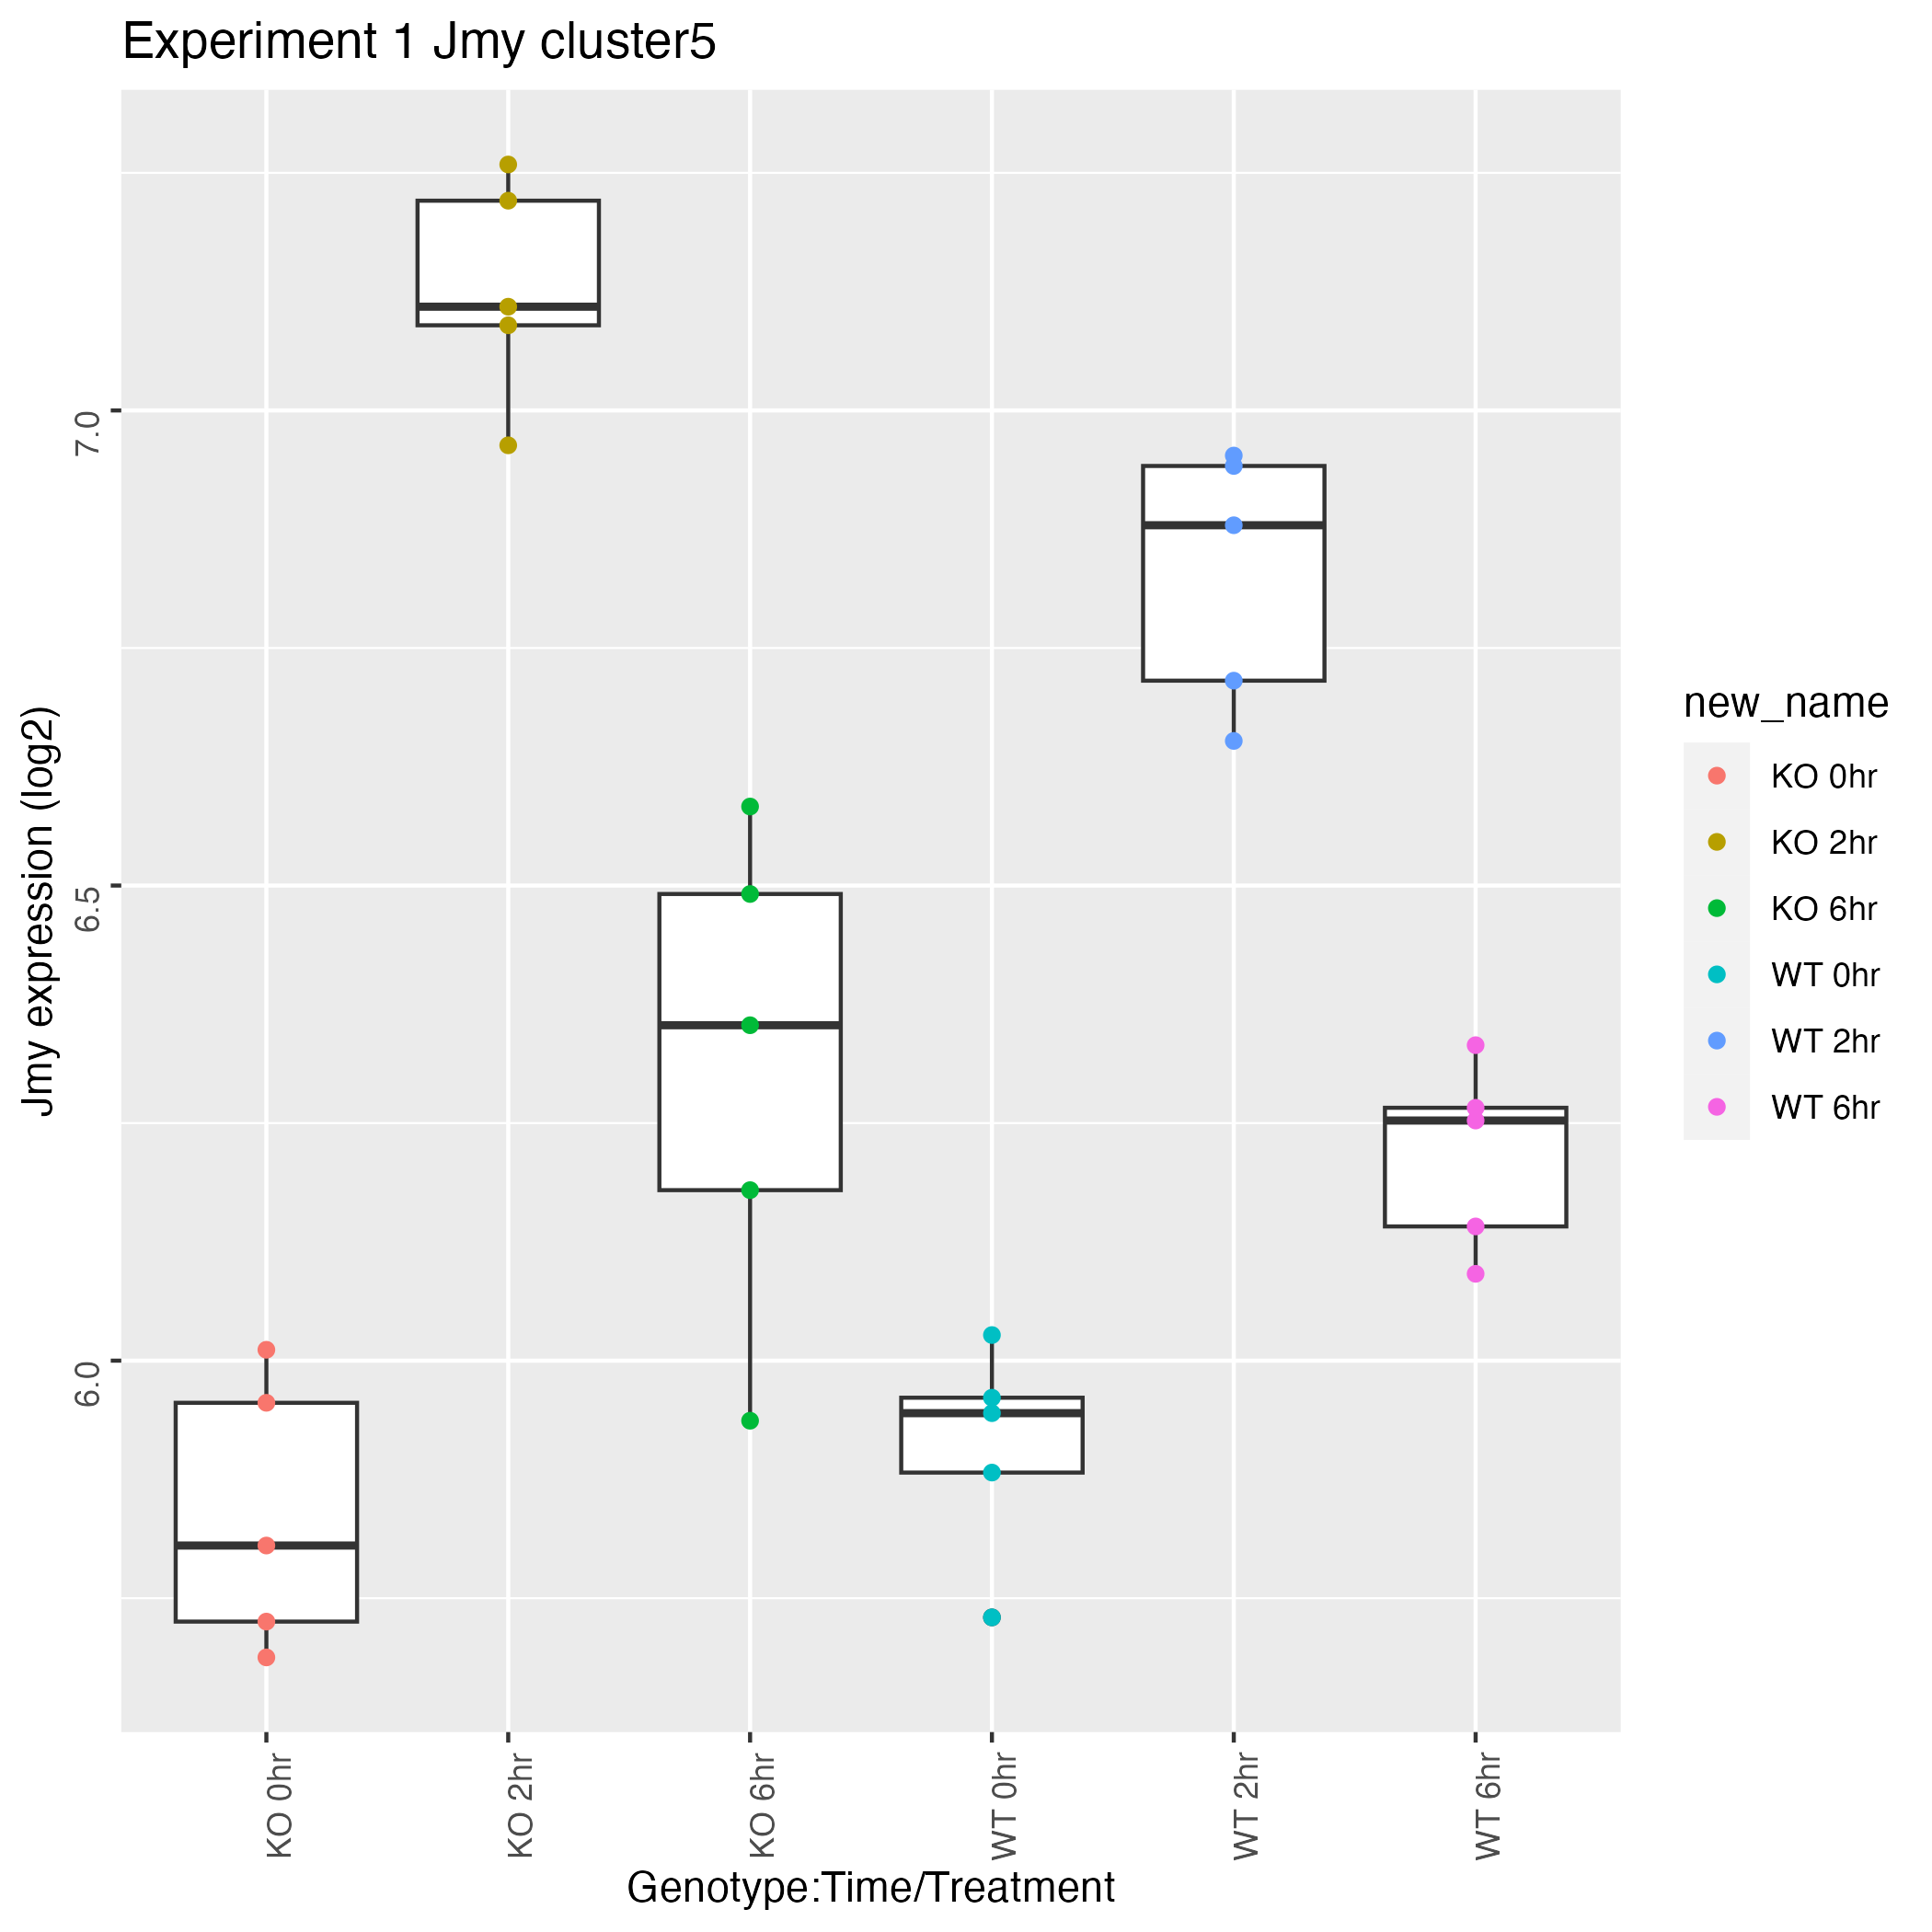 Experiment 1 Jmy cluster5
Jmy expression (log2)
7.0
6.5
6.0
KO 0hr
KO 2hr
KO 6hr
WT 0hr
WT 2hr
WT 6hr
Genotype:Time/Treatment
new_name
KO 0hr
KO 2hr
KO 6hr
WT 0hr
WT 2hr
WT 6hr